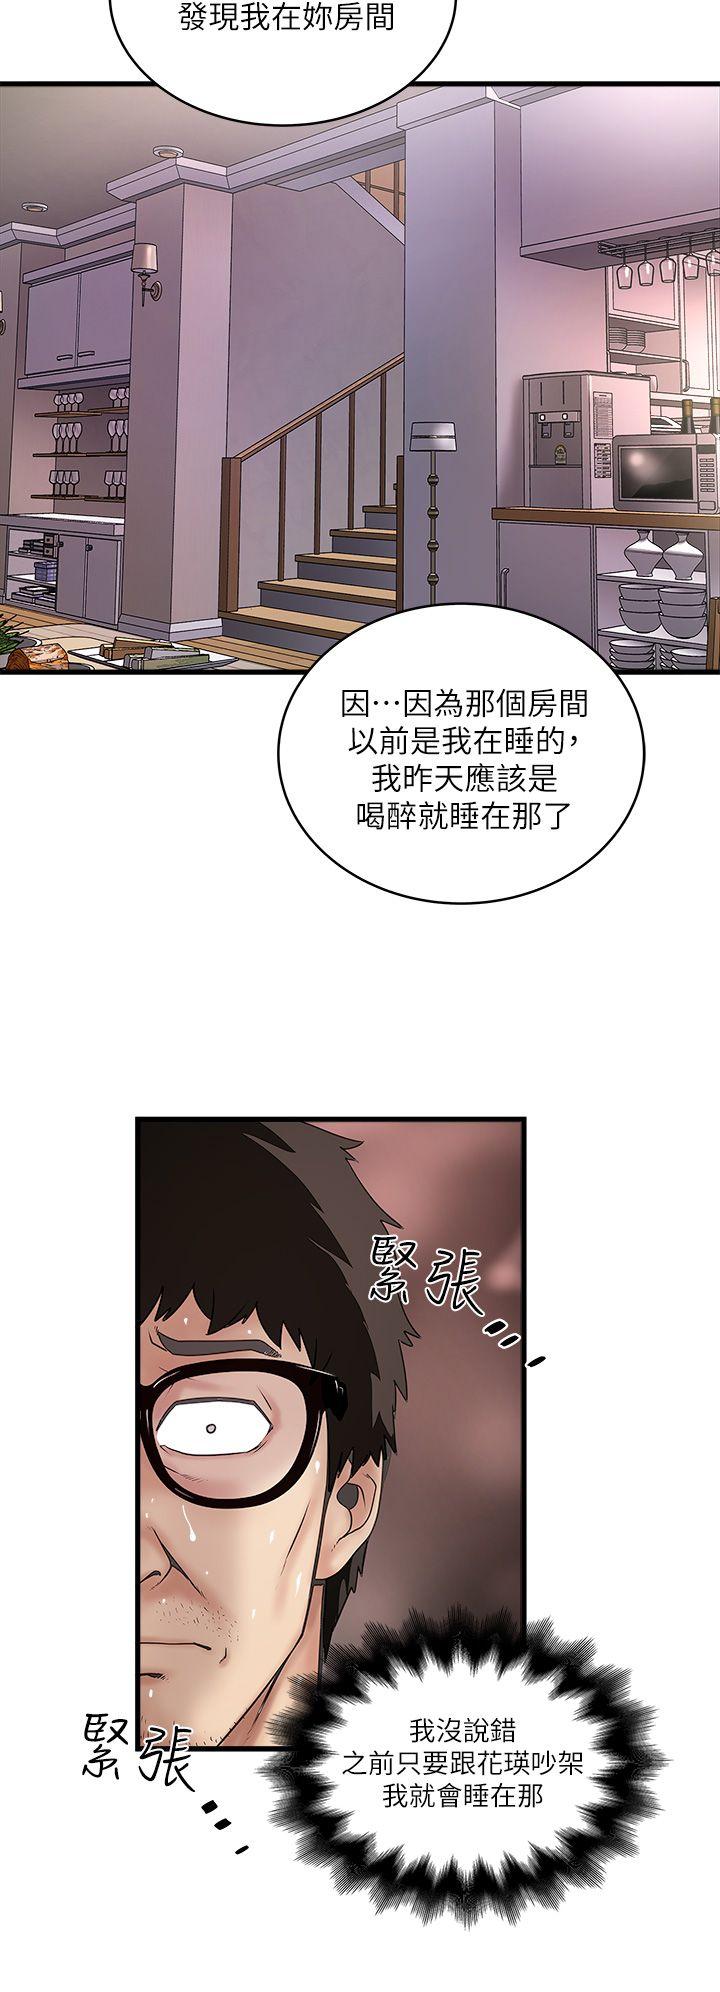 發現我在妳房間
因…因為那個房間
以前是我在睡的，
我昨天應該是
喝醉就睡在那了
緊張
緊張
我沒說錯
之前只要跟花瑛吵架
我就會睡在那